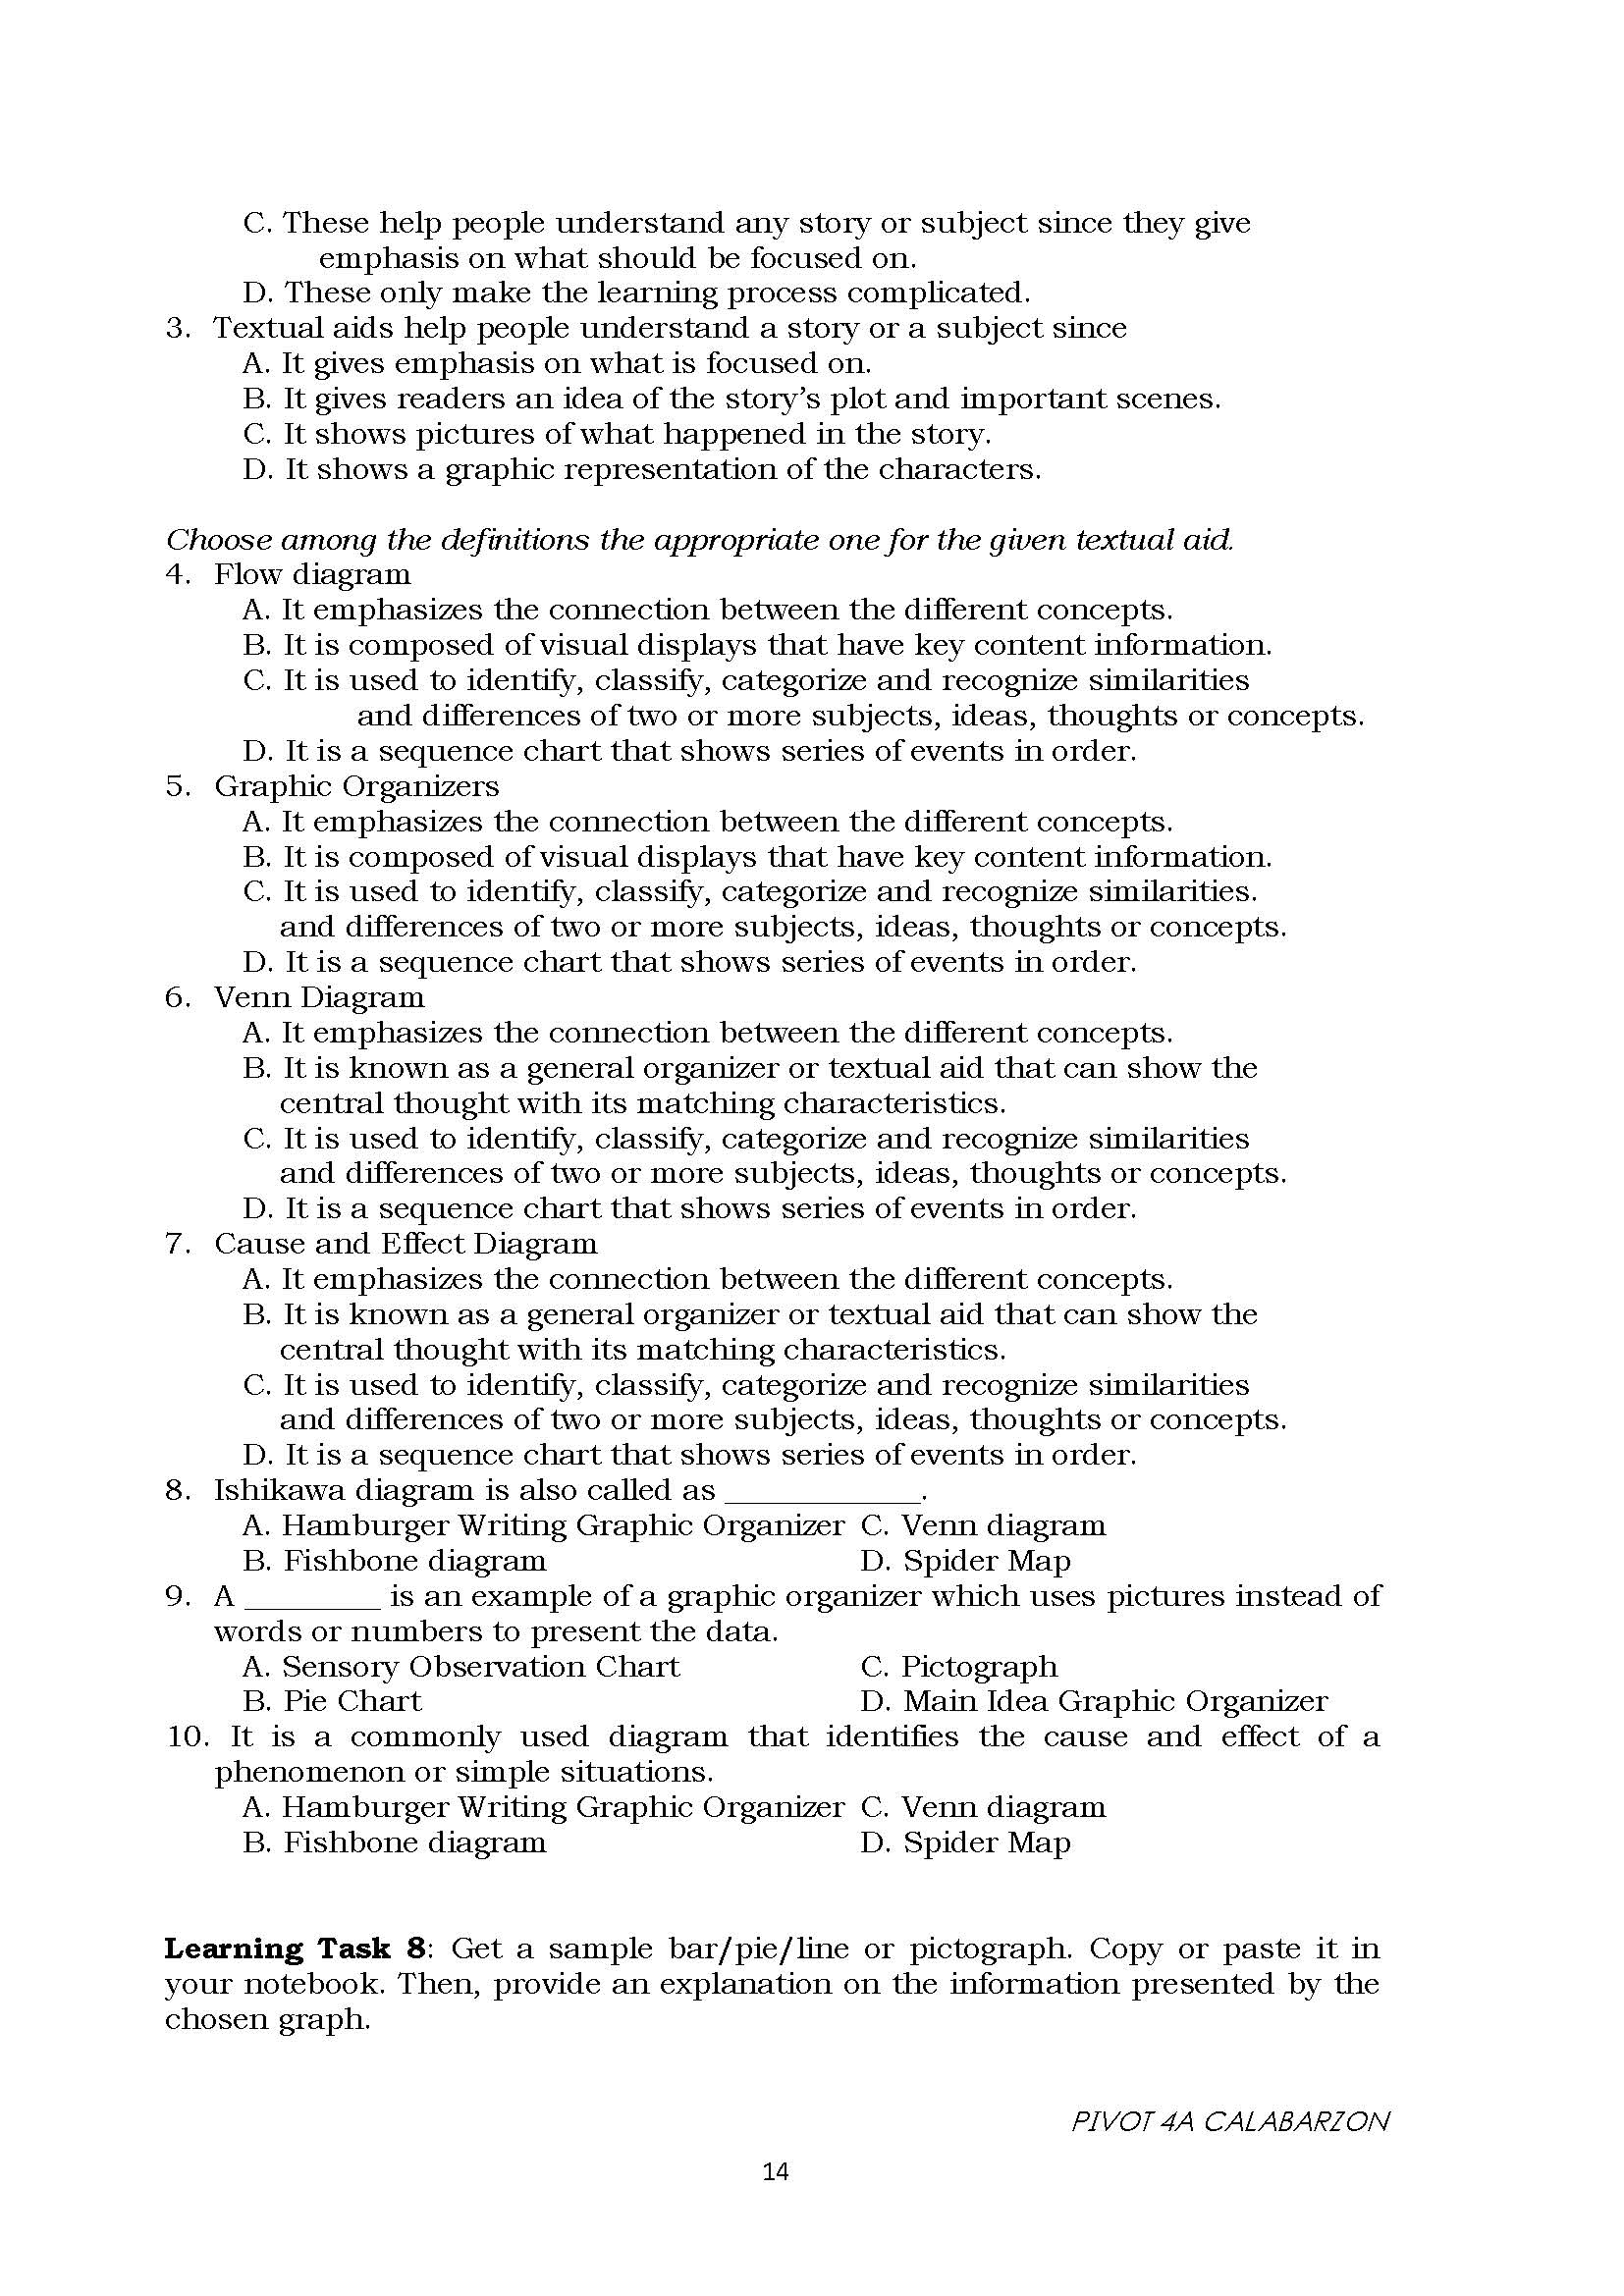 C. These help people understand any story or subject since they give
emphasis on what should be focused on.
D. These only make the learning process complicated.
3. Textual aids help people understand a story or a subject since
A. It gives emphasis on what is focused on.
B. It gives readers an idea of the story's plot and important scenes.
C. It shows pictures of what happened in the story.
D. It shows a graphic representation of the characters.
Choose among the definitions the appropriate one for the given textual aid.
4. Flow diagram
A. It emphasizes the connection between the different concepts.
B. It is composed of visual displays that have key content information.
C. It is used to identify, classify, categorize and recognize similarities
and differences of two or more subjects, ideas, thoughts or concepts.
D. It is a sequence chart that shows series of events in order.
5. Graphic Organizers
A. It emphasizes the connection between the different concepts.
B. It is composed of visual displays that have key content information.
C. It is used to identify, classify, categorize and recognize similarities.
and differences of two or more subjects, ideas, thoughts or concepts.
D. It is a sequence chart that shows series of events in order.
6. Venn Diagram
A. It emphasizes the connection between the different concepts.
B. It is known as a general organizer or textual aid that can show the
central thought with its matching characteristics.
C. It is used to identify, classify, categorize and recognize similarities
and differences of two or more subjects, ideas, thoughts or concepts.
D. It is a sequence chart that shows series of events in order.
7. Cause and Effect Diagram
A. It emphasizes the connection between the different concepts.
B. It is known as a general organizer or textual aid that can show the
central thought with its matching characteristics.
C. It is used to identify, classify, categorize and recognize similarities
and differences of two or more subjects, ideas, thoughts or concepts.
D. It is a sequence chart that shows series of events in order.
8. Ishikawa diagram is also called as ____________.
A. Hamburger Writing Graphic Organizer C. Venn diagram
B. Fishbone diagram D. Spider Map
9. A ________ is an example of a graphic organizer which uses pictures instead of
words or numbers to present the data.
A. Sensory Observation Chart C. Pictograph
B. Pie Chart D. Main Idea Graphic Organizer
10. It is a commonly used diagram that identifies the cause and effect of a
phenomenon or simple situations.
A. Hamburger Writing Graphic Organizer C. Venn diagram
B. Fishbone diagram D. Spider Map
Learning Task 8: Get a sample bar/pie/line or pictograph. Copy or paste it in
your notebook. Then, provide an explanation on the information presented by the
chosen graph.
PIVOT 4A CALABARZON
14